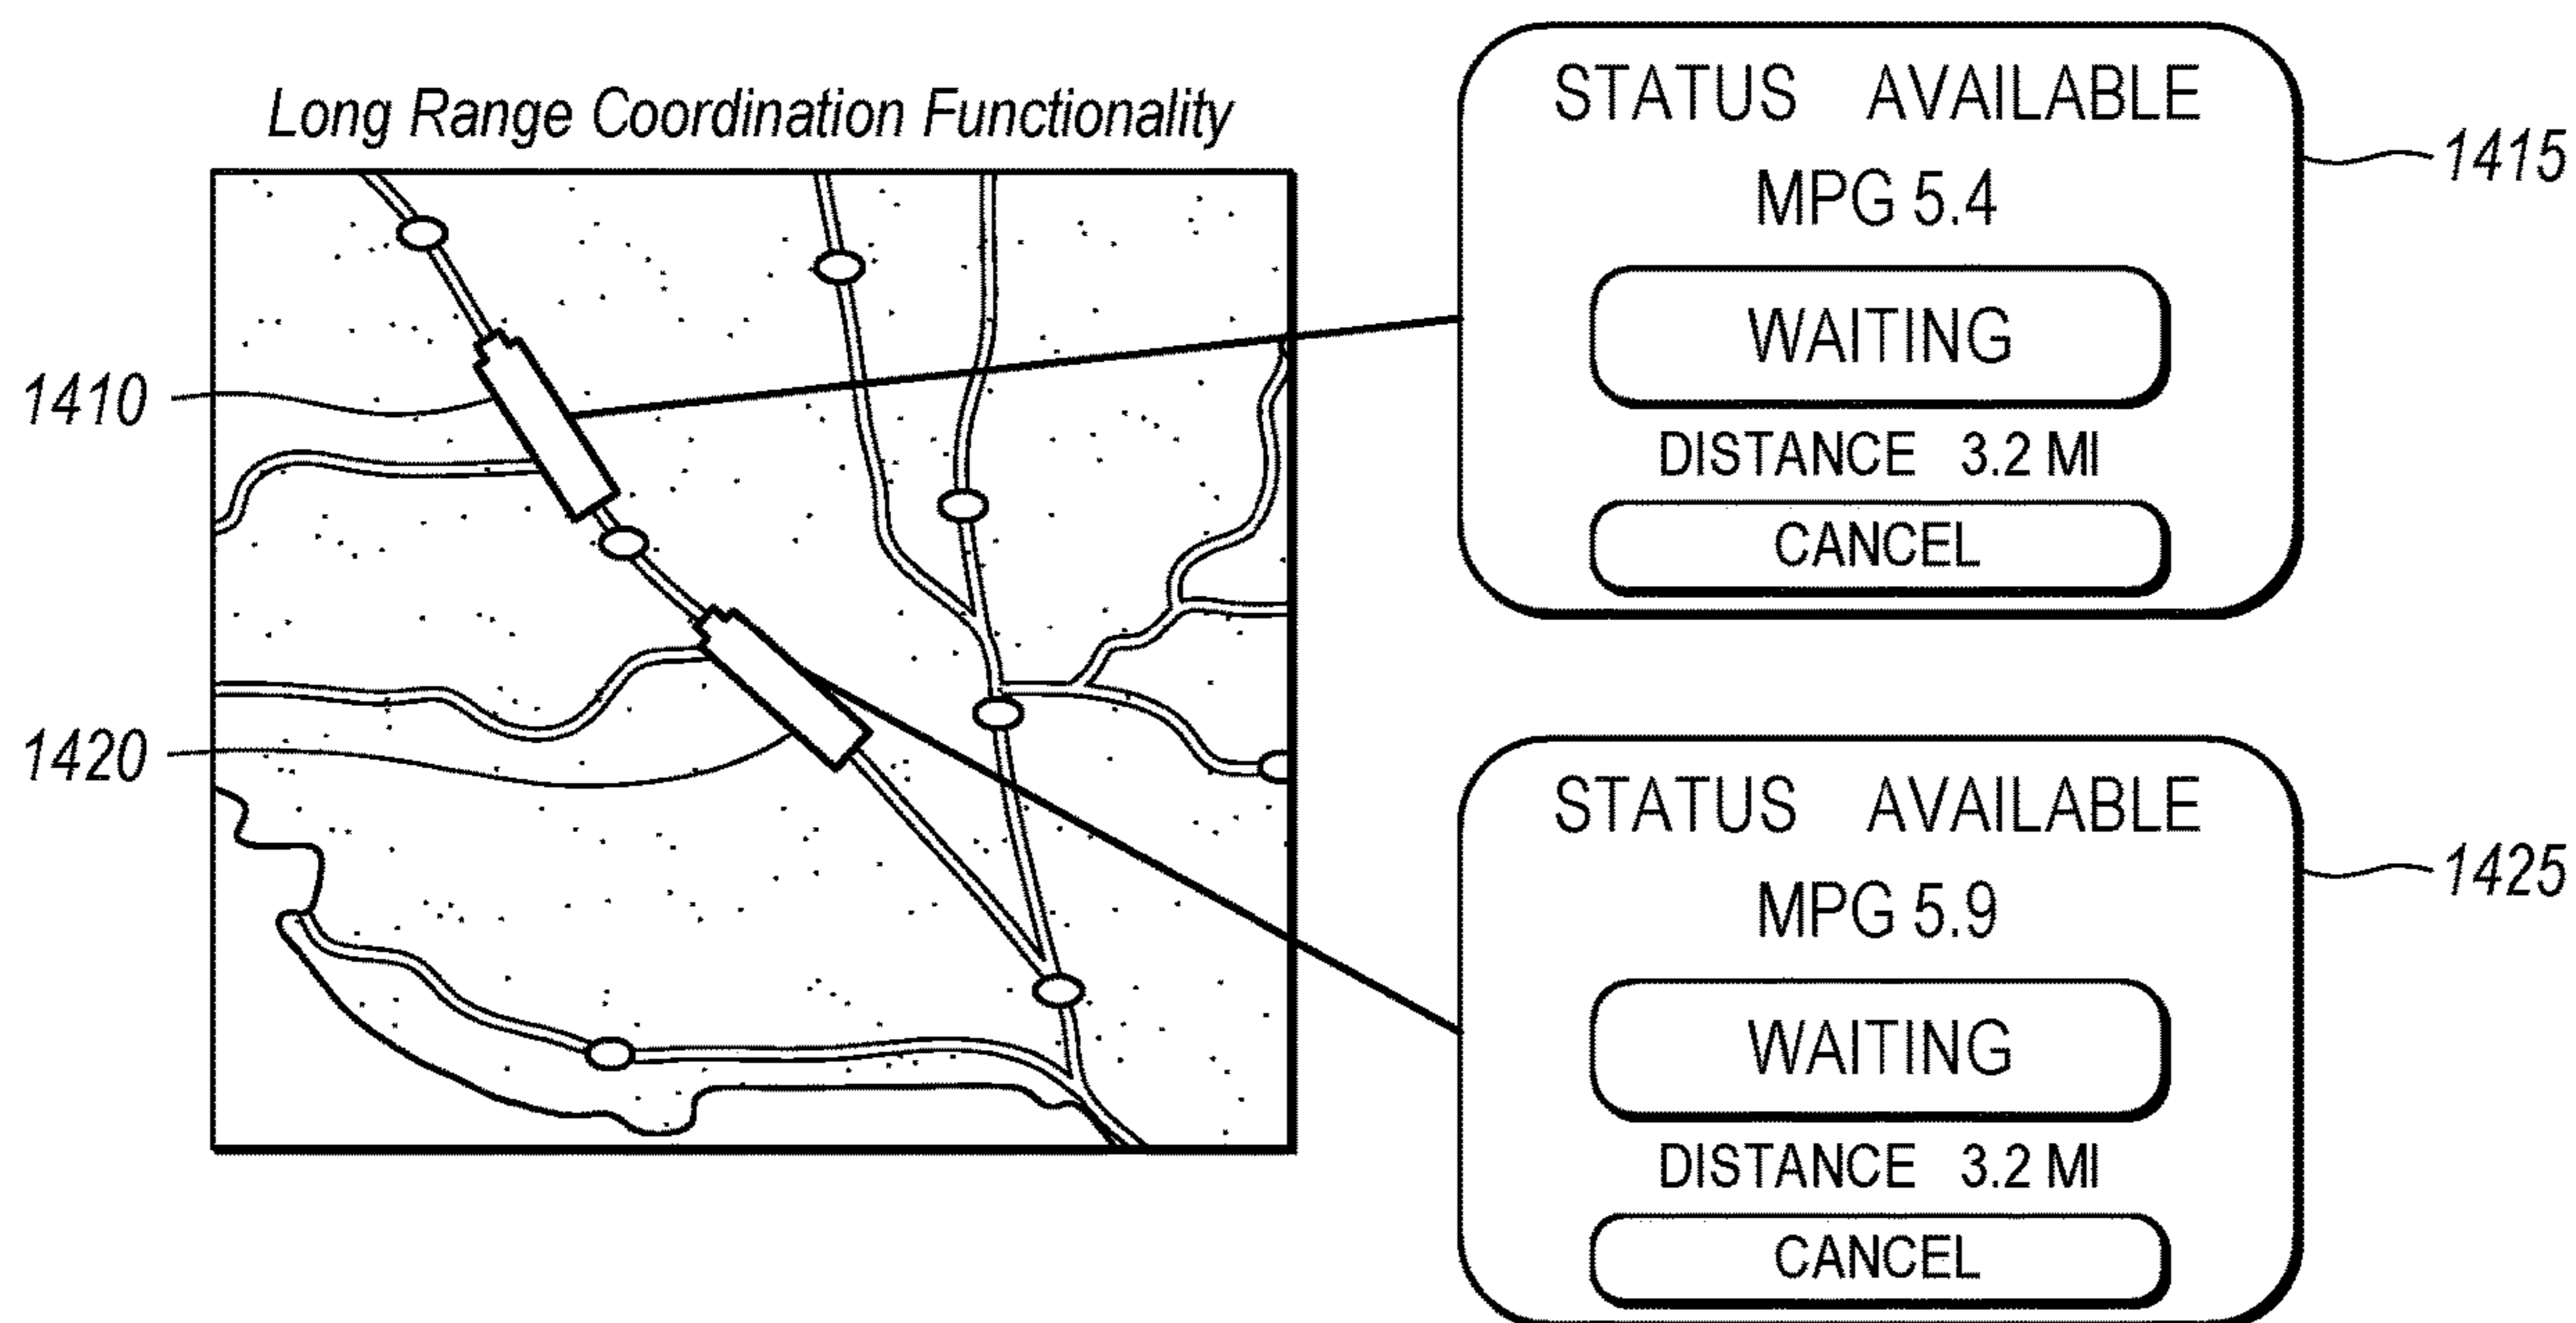 Long Range Coordination Functionality
1410
1420
STATUS AVAILABLE
MPG 5.4
WAITING
DISTANCE 3.2 MI
CANCEL
1415
STATUS AVAILABLE
MPG 5.9
WAITING
DISTANCE 3.2 MI
CANCEL
1425